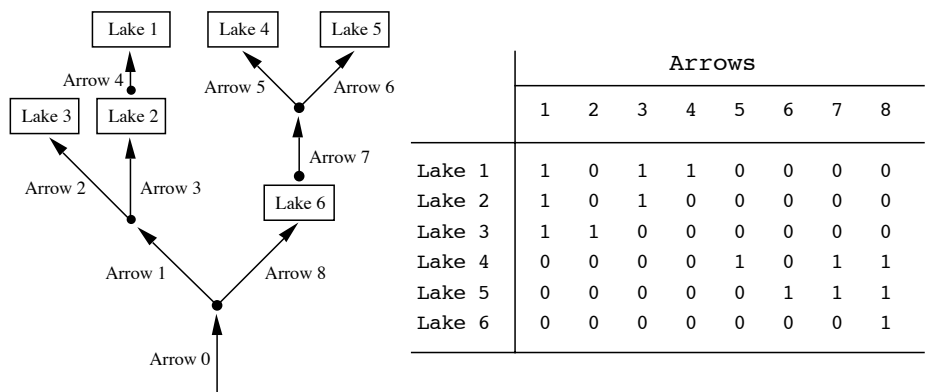 Lake 1
Lake 4
Lake 5
Arrow 4
Arrow 5
Arrow 6
Lake 3
Lake 2
Arrow 7
Arrow 2
Arrow 3
Lake 6
Arrow 1
Arrow 8
Arrow 0
Arrows
1 2 3 4 5 6 7 8
Lake 1 1 0 1 1 0 0 0 0
Lake 2 1 0 1 0 0 0 0 0
Lake 3 1 1 0 0 0 0 0 0
Lake 4 0 0 0 0 1 0 1 1
Lake 5 0 0 0 0 0 1 1 1
Lake 6 0 0 0 0 0 0 0 1